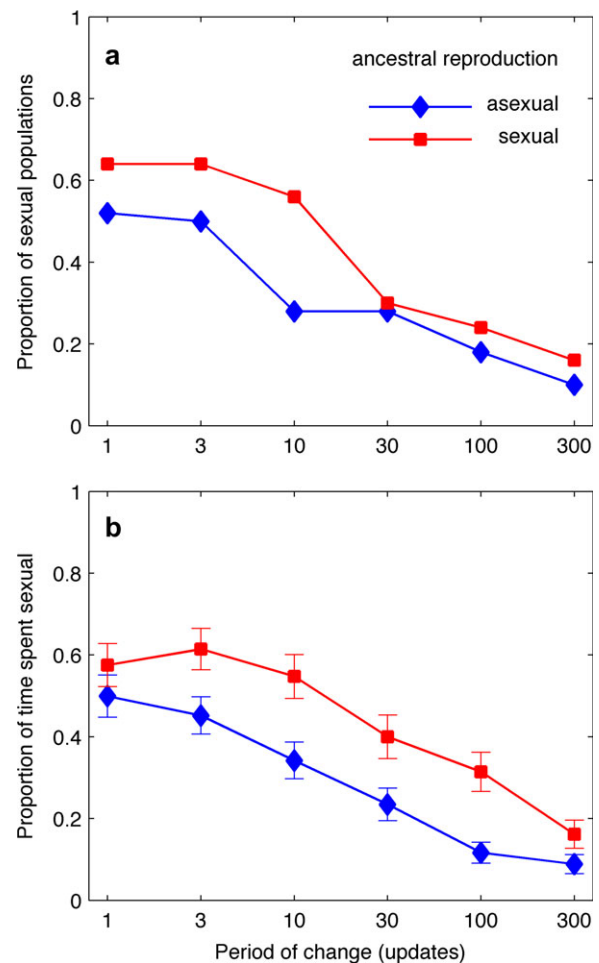 a
ancestral reproduction
asexual
sexual
Proportion of sexual populations
1
0.8
0.6
0.4
0.2
0
1 3 10 30 100 300
b
Proportion of time spent sexual
1
0.8
0.6
0.4
0.2
0
1 3 10 30 100 300
Period of change (updates)